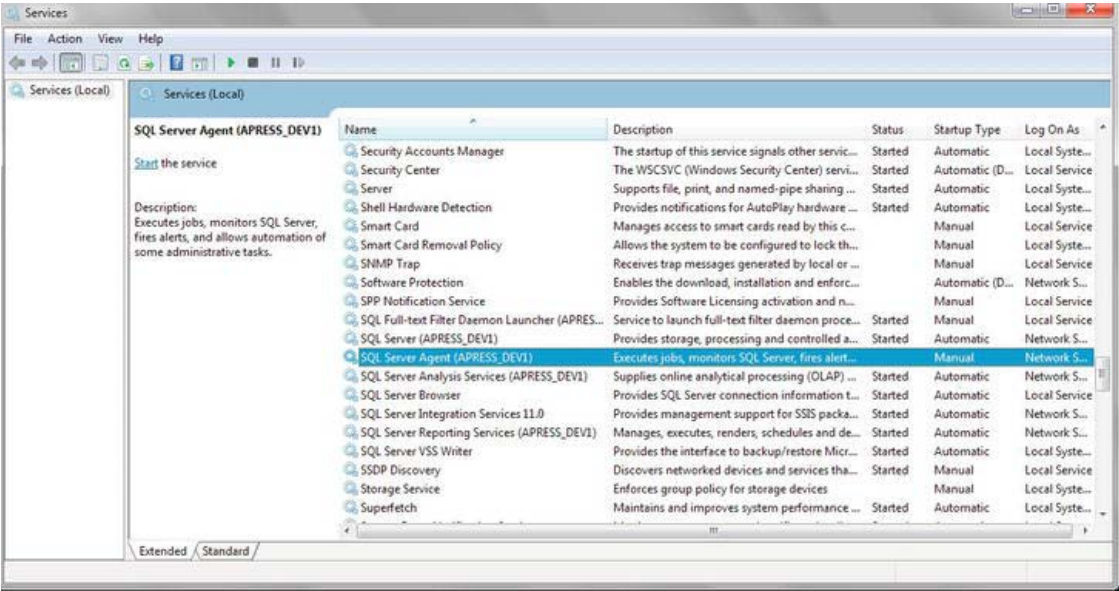 Services
File Action View Help
Services (Local)
Services (Local)
SQL Server Agent (APRESS_DEV1)
Start the service
Description:
Executes jobs, monitors SQL Server,
fires alerts, and allows automation of
some administrative tasks.
Name Description Status Startup Type Log On As
Security Accounts Manager The startup of this service signals other servic... Started Automatic Local Syste...
Security Center The WSCSVC (Windows Security Center) servi... Started Automatic (D... Local Service
Server Supports file, print, and named-pipe sharing ... Started Automatic Local Syste...
Shell Hardware Detection Provides notifications for AutoPlay hardware ... Started Automatic Local Syste...
Smart Card Manages access to smart cards read by this c... Manual Local Service
Smart Card Removal Policy Allows the system to be configured to lock th... Manual Local Syste...
SNMP Trap Receives trap messages generated by local or ... Manual Local Service
Software Protection Enables the download, installation and enforc... Automatic (D... Network S...
SPP Notification Service Provides Software Licensing activation and n... Manual Local Service
SQL Full-text Filter Daemon Launcher (APRES... Service to launch full-text filter daemon proce... Started Manual Local Service
SQL Server (APRESS_DEV1) Provides storage, processing and controlled a... Started Automatic Network S...
SQL Server Agent (APRESS_DEV1) Executes jobs, monitors SQL Server, fires alert... Manual Network S...
SQL Server Analysis Services (APRESS_DEV1) Supplies online analytical processing (OLAP) ... Started Automatic Network S...
SQL Server Browser Provides SQL Server connection information t... Started Automatic Local Service
SQL Server Integration Services 11.0 Provides management support for SSIS packa... Started Automatic Network S...
SQL Server Reporting Services (APRESS_DEV1) Manages, executes, renders, schedules and de... Started Automatic Network S...
SQL Server VSS Writer Provides the interface to backup/restore Micr... Started Automatic Local Syste...
SSDP Discovery Discovers networked devices and services tha... Started Manual Local Service
Storage Service Enforces group policy for storage devices Manual Local Syste...
Superfetch Maintains and improves system performance ... Started Automatic Local Syste...
Extended Standard